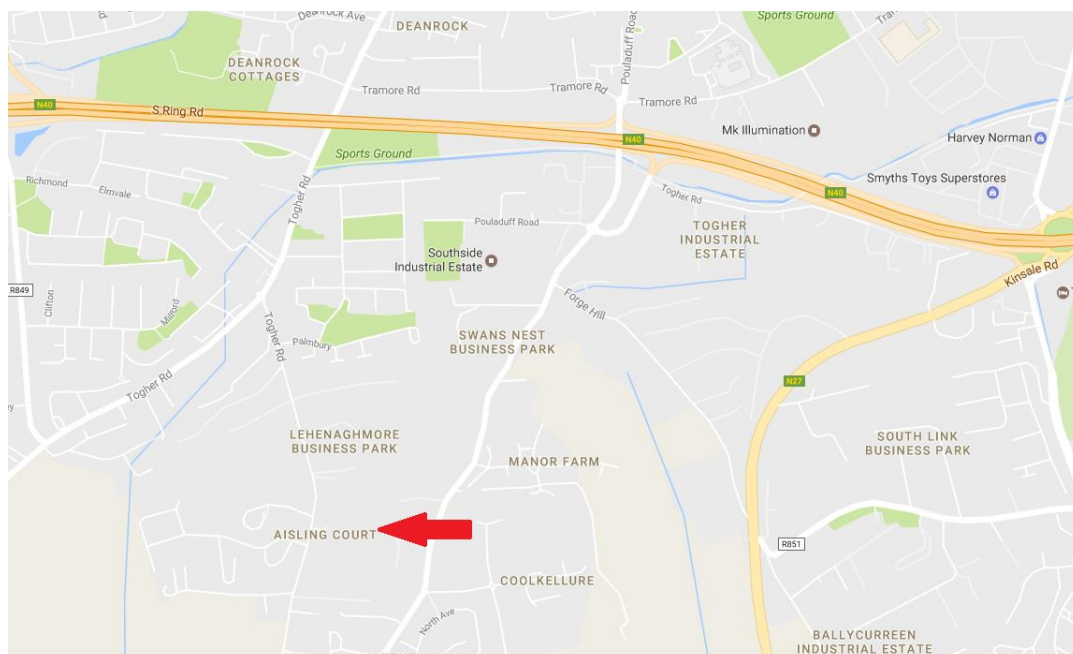 Deanrock Ave
DEANROCK
Pouladuff Road
Sports Ground
DEANROCK
COTTAGES
Tramore Rd
Tramore Rd
Tramore Rd
N40
S Ring Rd
N40
Mk Illumination
Harvey Norman
Sports Ground
Richmond
Elmvale
Togher Rd
Smyths Toys Superstores
N40
Togher Rd
Pouladuff Road
TOGHER
INDUSTRIAL
ESTATE
Southside
Industrial Estate
Kinsale Rd
R849
Clifton
Milford
Forge Hill
Togher Rd
Palmbury
SWANS NEST
BUSINESS PARK
Togher Rd
N27
LEHENAGHMORE
BUSINESS PARK
SOUTH LINK
BUSINESS PARK
MANOR FARM
AISLING COURT
R851
COOLKELLURE
North Ave
BALLYCURREEN
INDUSTRIAL ESTATE